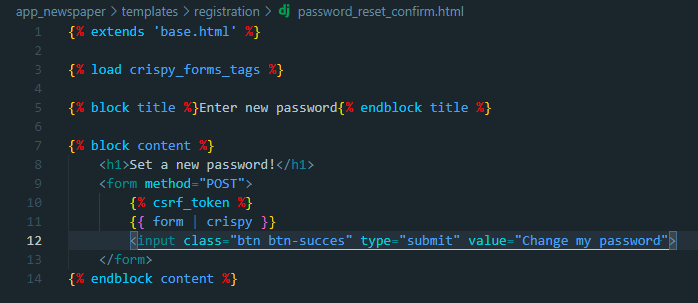 app_newspaper > templates > registration > dj password_reset_confirm.html
1 {% extends 'base.html' %}
2
3 {% load crispy_forms_tags %}
4
5 {% block title %}Enter new password{% endblock title %}
6
7 {% block content %}
8     <h1>Set a new password!</h1>
9     <form method="POST">
10         {% csrf_token %}
11         {{ form | crispy }}
12         <input class="btn btn-succes" type="submit" value="Change my password">
13     </form>
14 {% endblock content %}